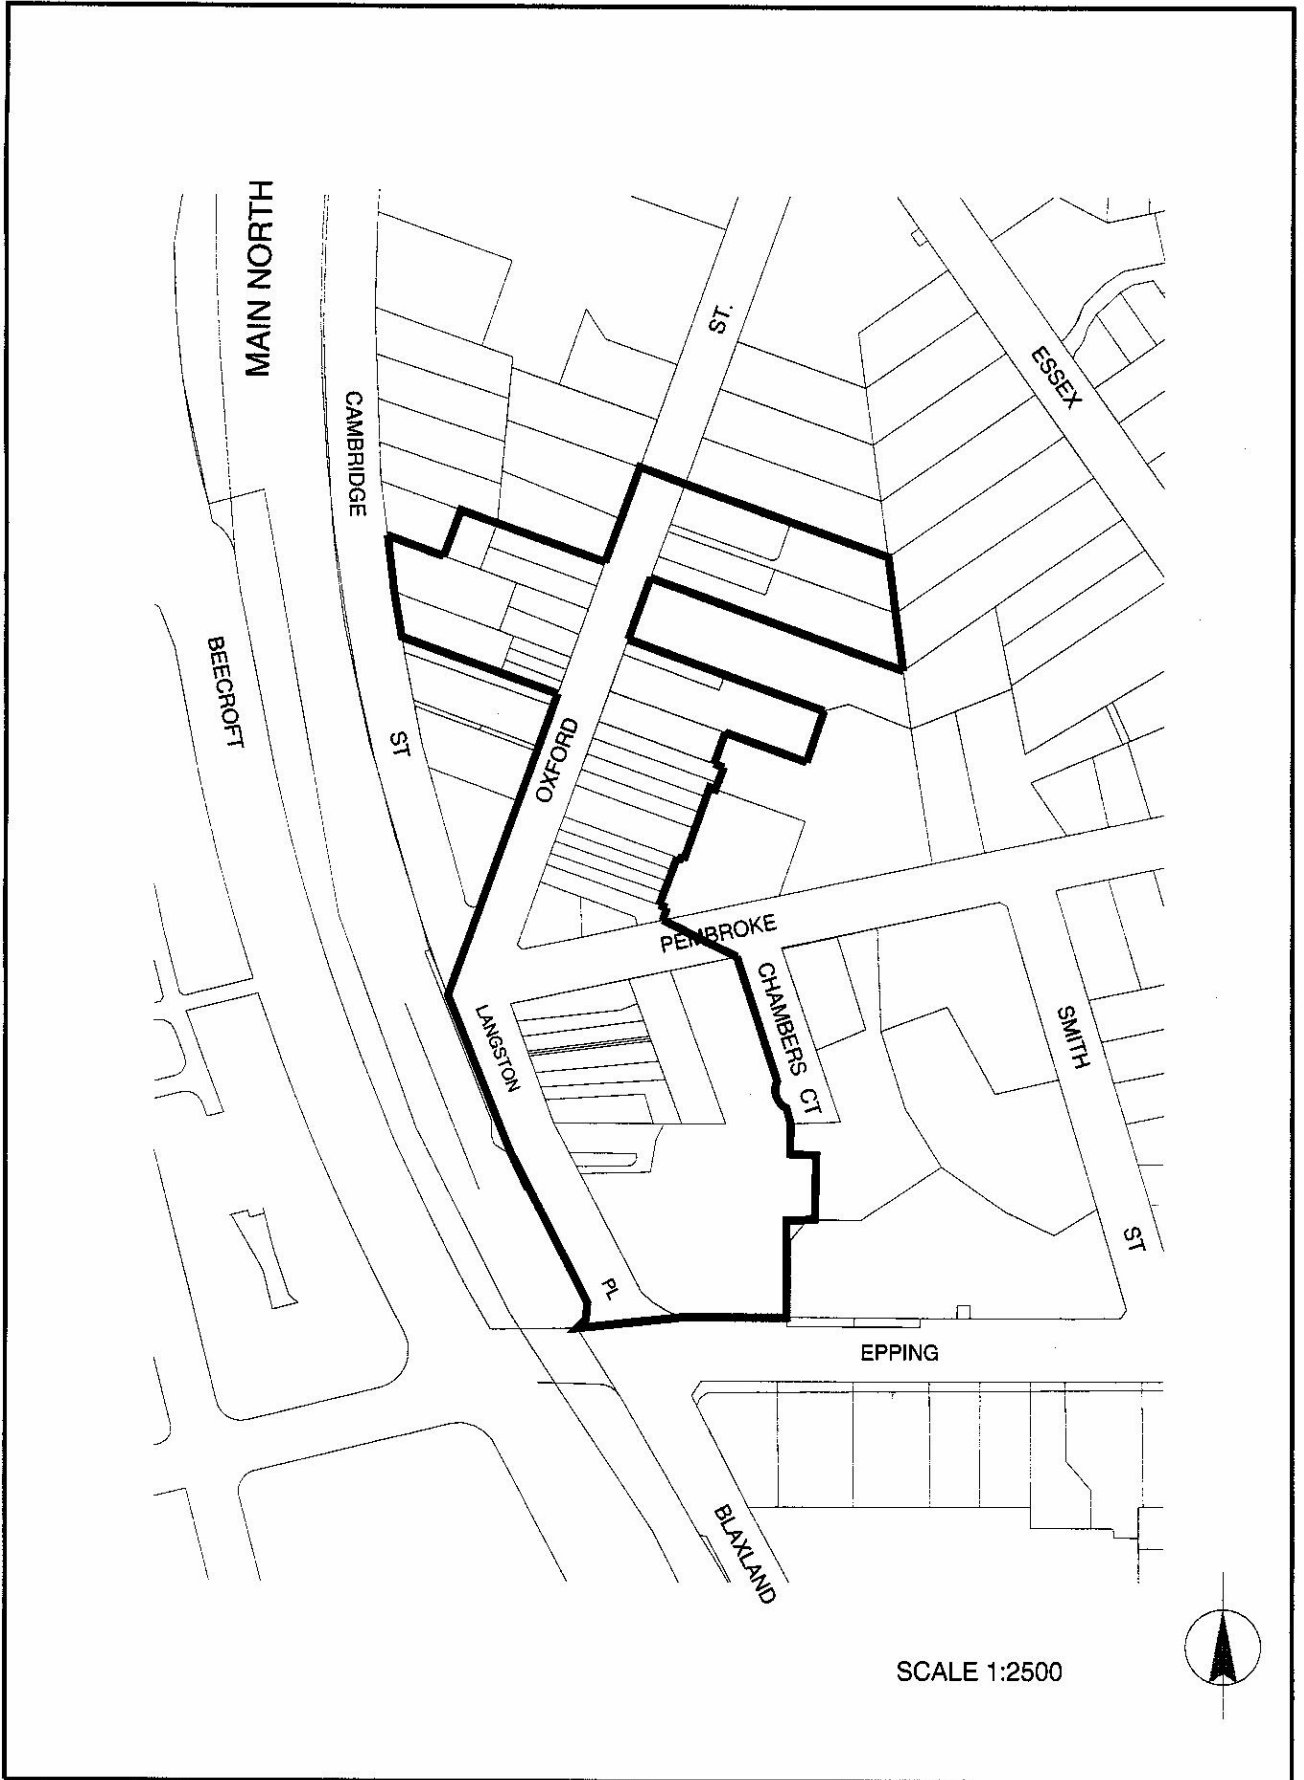 MAIN NORTH
ST.
ESSEX
CAMBRIDGE
BEECROFT
ST
OXFORD
PEMBROKE
CHAMBERS CT
LANGSTON
SMITH
ST
PL
EPPING
BLAXLAND
SCALE 1:2500